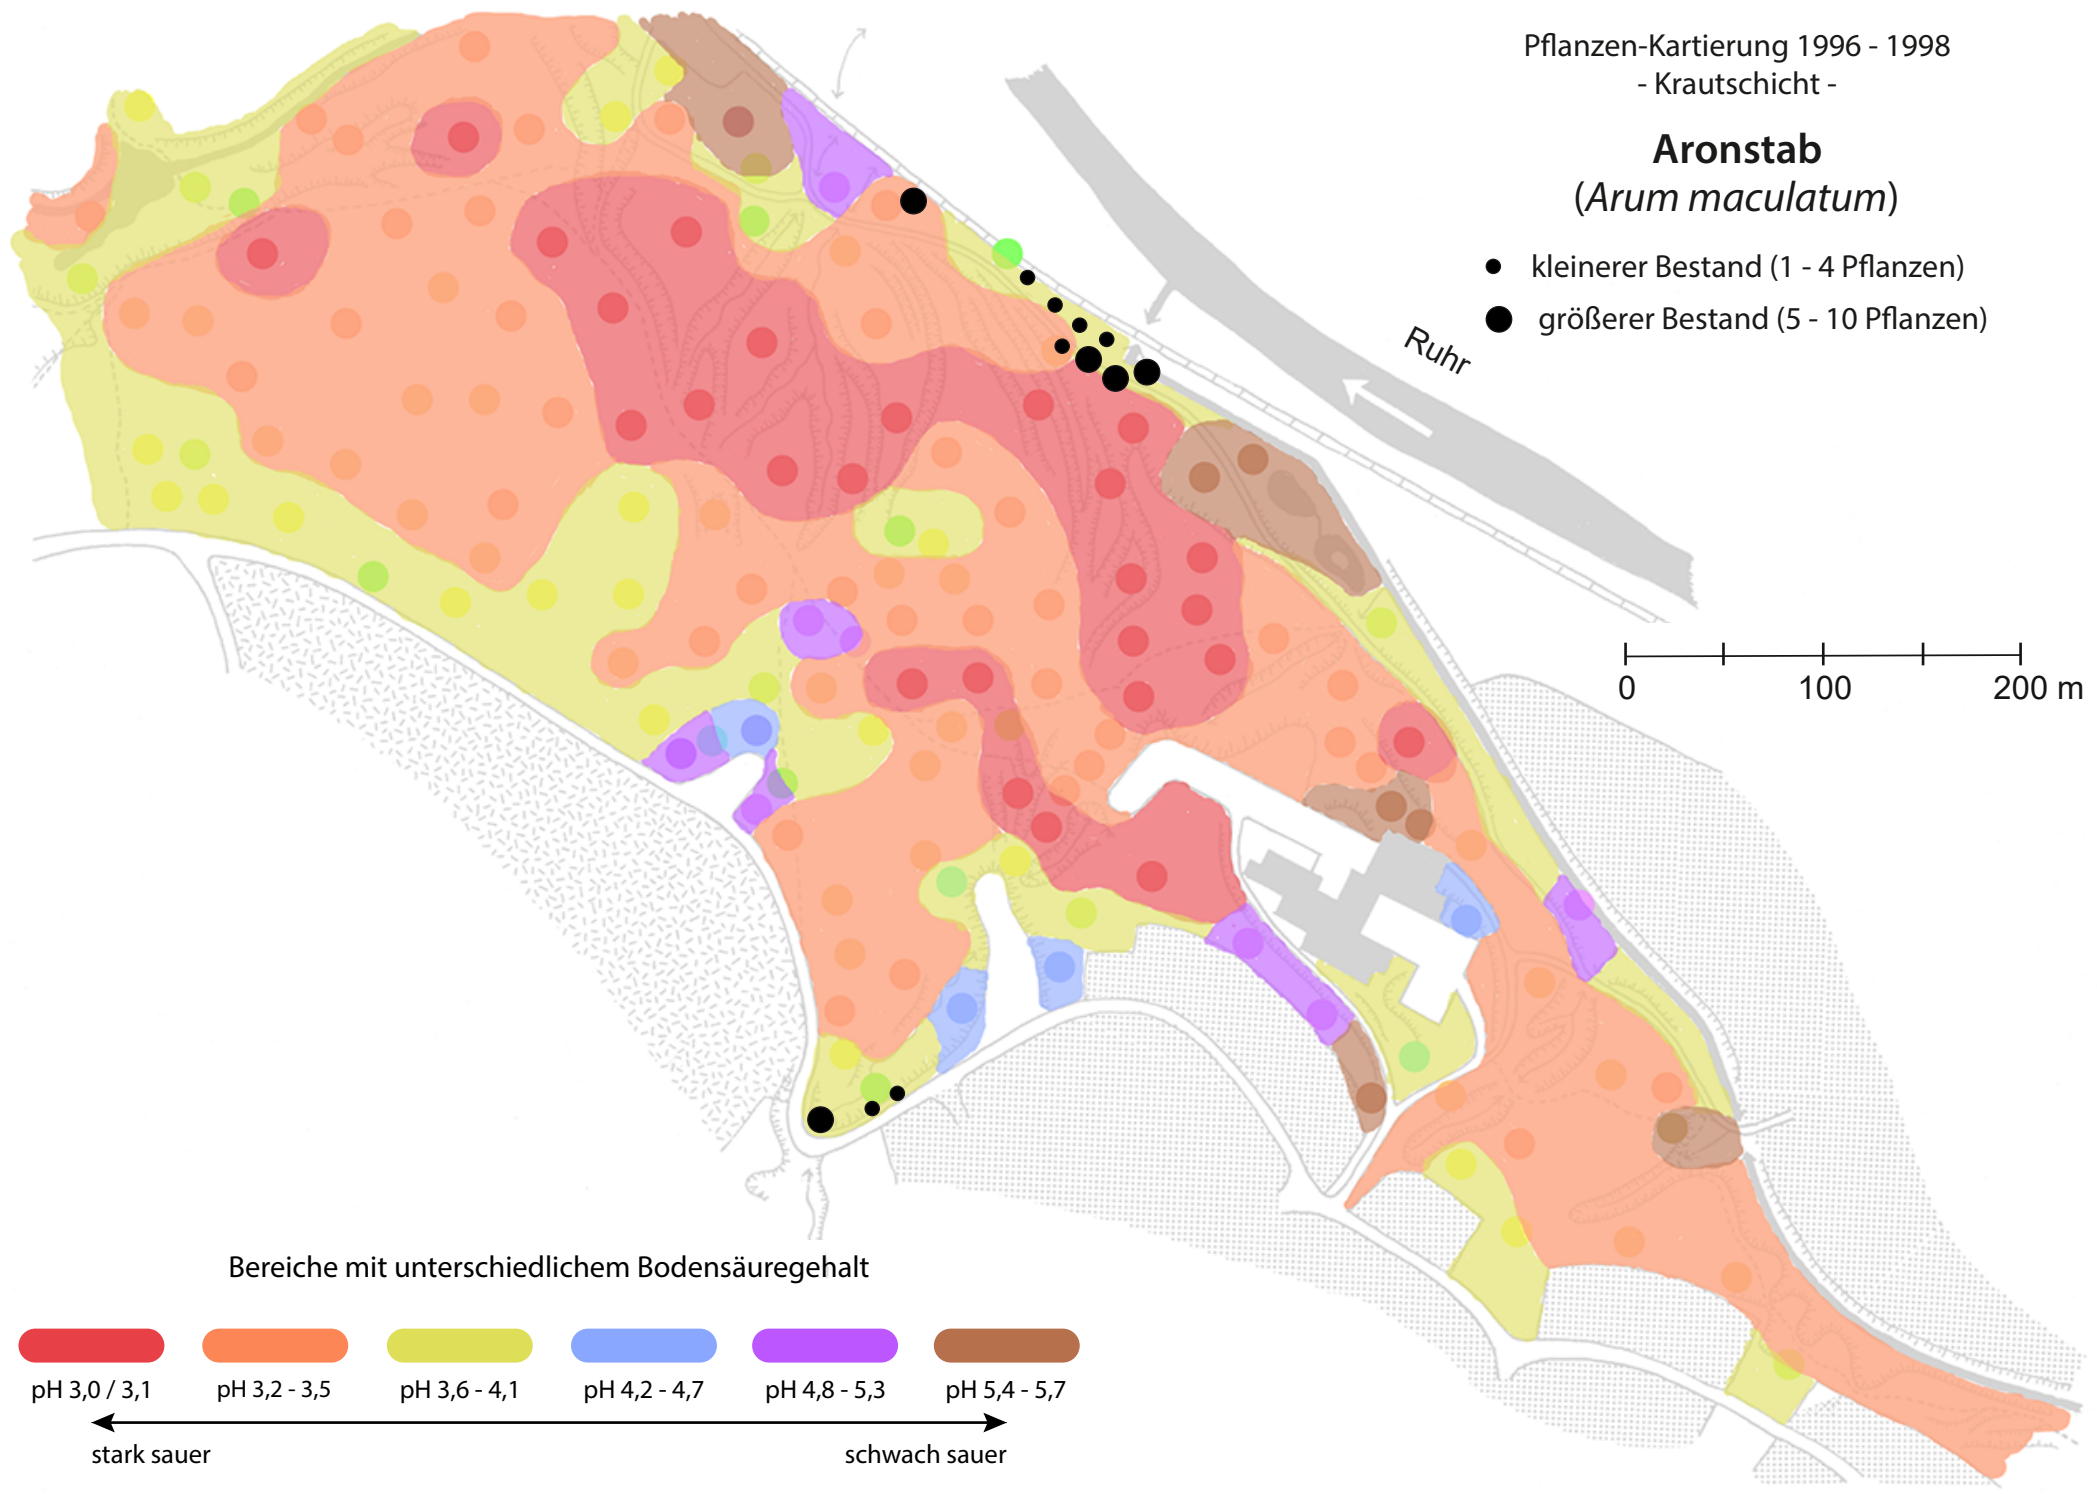 Pflanzen-Kartierung 1996 - 1998
- Krautschicht -
Aronstab
(Arum maculatum)
kleinerer Bestand (1 - 4 Pflanzen)
größerer Bestand (5 - 10 Pflanzen)
Ruhr
0 100 200 m
Bereiche mit unterschiedlichem Bodensäuregehalt
pH 3,0 / 3,1 pH 3,2 - 3,5 pH 3,6 - 4,1 pH 4,2 - 4,7 pH 4,8 - 5,3 pH 5,4 - 5,7
stark sauer schwach sauer